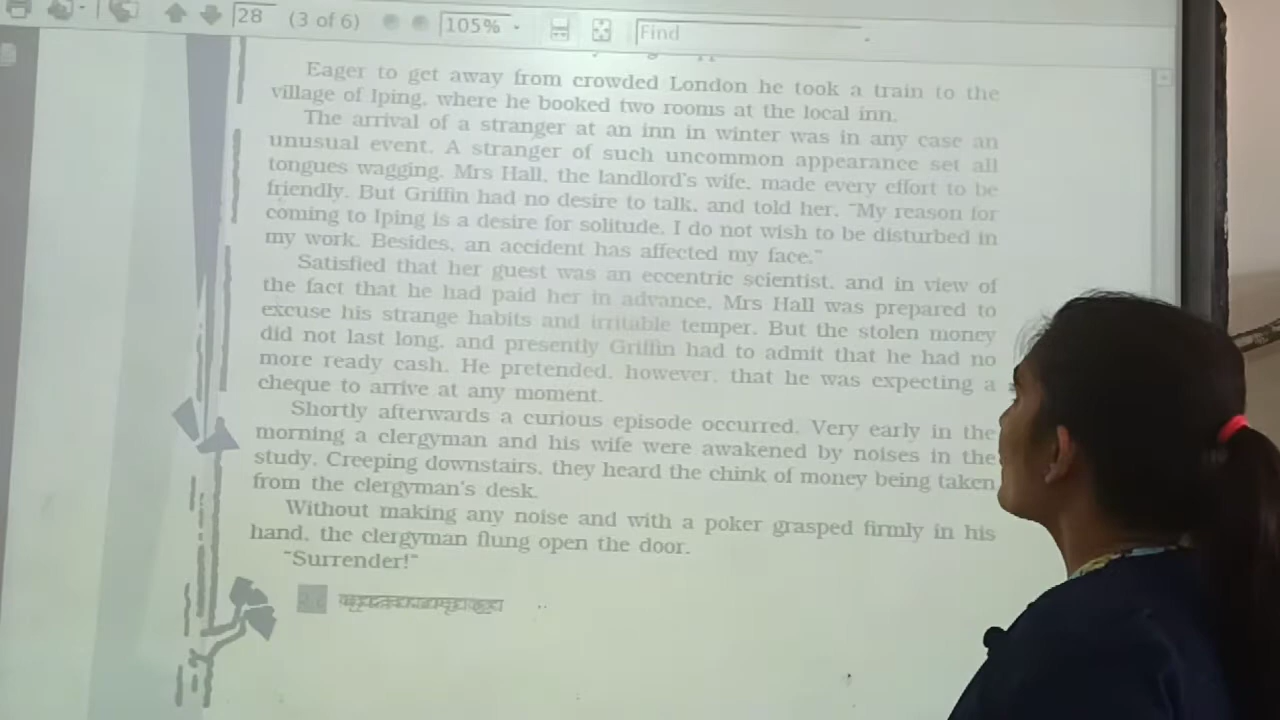 28 (3 of 6) 105% Find
Eager to get away from crowded London he took a train to the
village of Iping, where he booked two rooms at the local inn.
The arrival of a stranger at an inn in winter was in any case an
unusual event. A stranger of such uncommon appearance set all
tongues wagging. Mrs Hall, the landlord's wife, made every effort to be
friendly. But Griffin had no desire to talk, and told her, "My reason for
coming to Iping is a desire for solitude. I do not wish to be disturbed in
my work. Besides, an accident has affected my face."
Satisfied that her guest was an eccentric scientist, and in view of
the fact that he had paid her in advance, Mrs Hall was prepared to
excuse his strange habits and irritable temper. But the stolen money
did not last long, and presently Griffin had to admit that he had no
more ready cash. He pretended, however, that he was expecting a
cheque to arrive at any moment.
Shortly afterwards a curious episode occurred. Very early in the
morning a clergyman and his wife were awakened by noises in the
study. Creeping downstairs, they heard the chink of money being taken
from the clergyman's desk.
Without making any noise and with a poker grasped firmly in his
hand, the clergyman flung open the door.
"Surrender!"